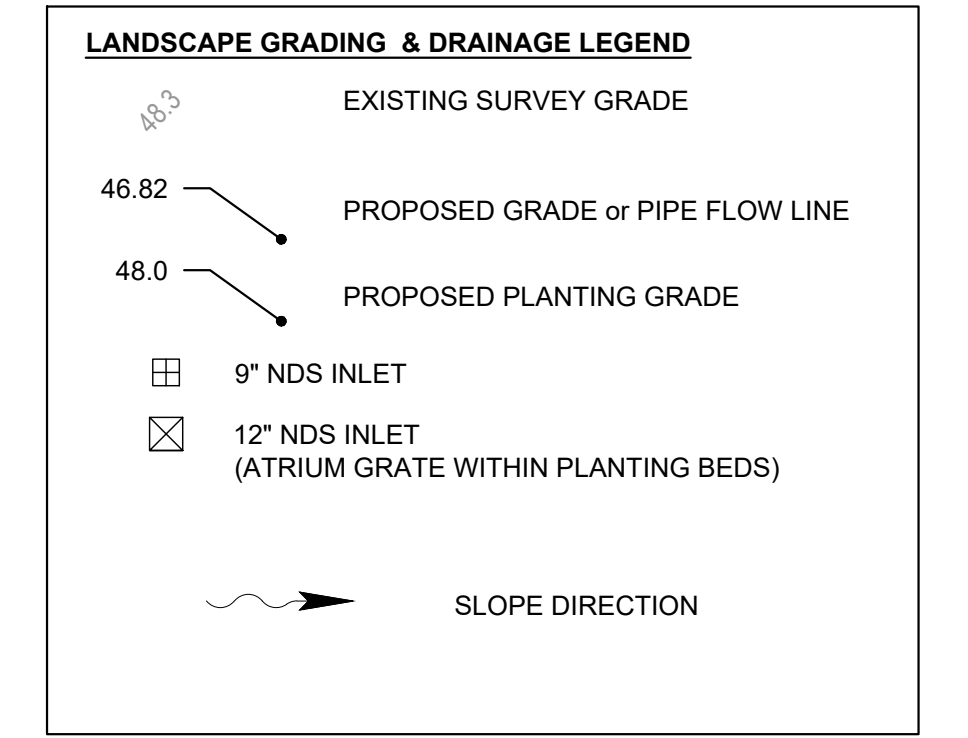 LANDSCAPE GRADING & DRAINAGE LEGEND
48.3
EXISTING SURVEY GRADE
46.82
PROPOSED GRADE or PIPE FLOW LINE
48.0
PROPOSED PLANTING GRADE
9" NDS INLET
12" NDS INLET
(ATRIUM GRATE WITHIN PLANTING BEDS)
SLOPE DIRECTION